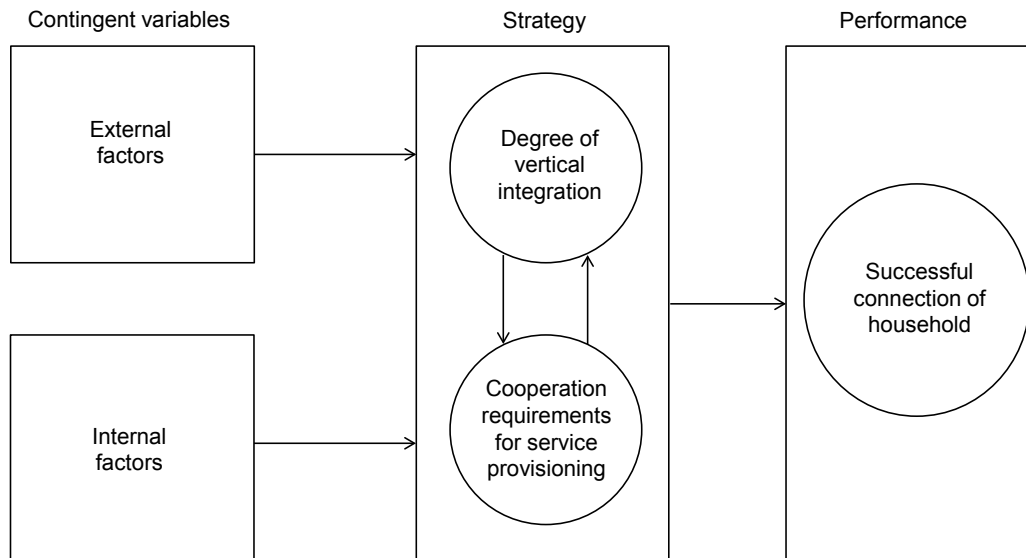 Contingent variables
Strategy
Performance
External
factors
Degree of
vertical
integration
Successful
connection of
household
Internal
factors
Cooperation
requirements
for service
provisioning